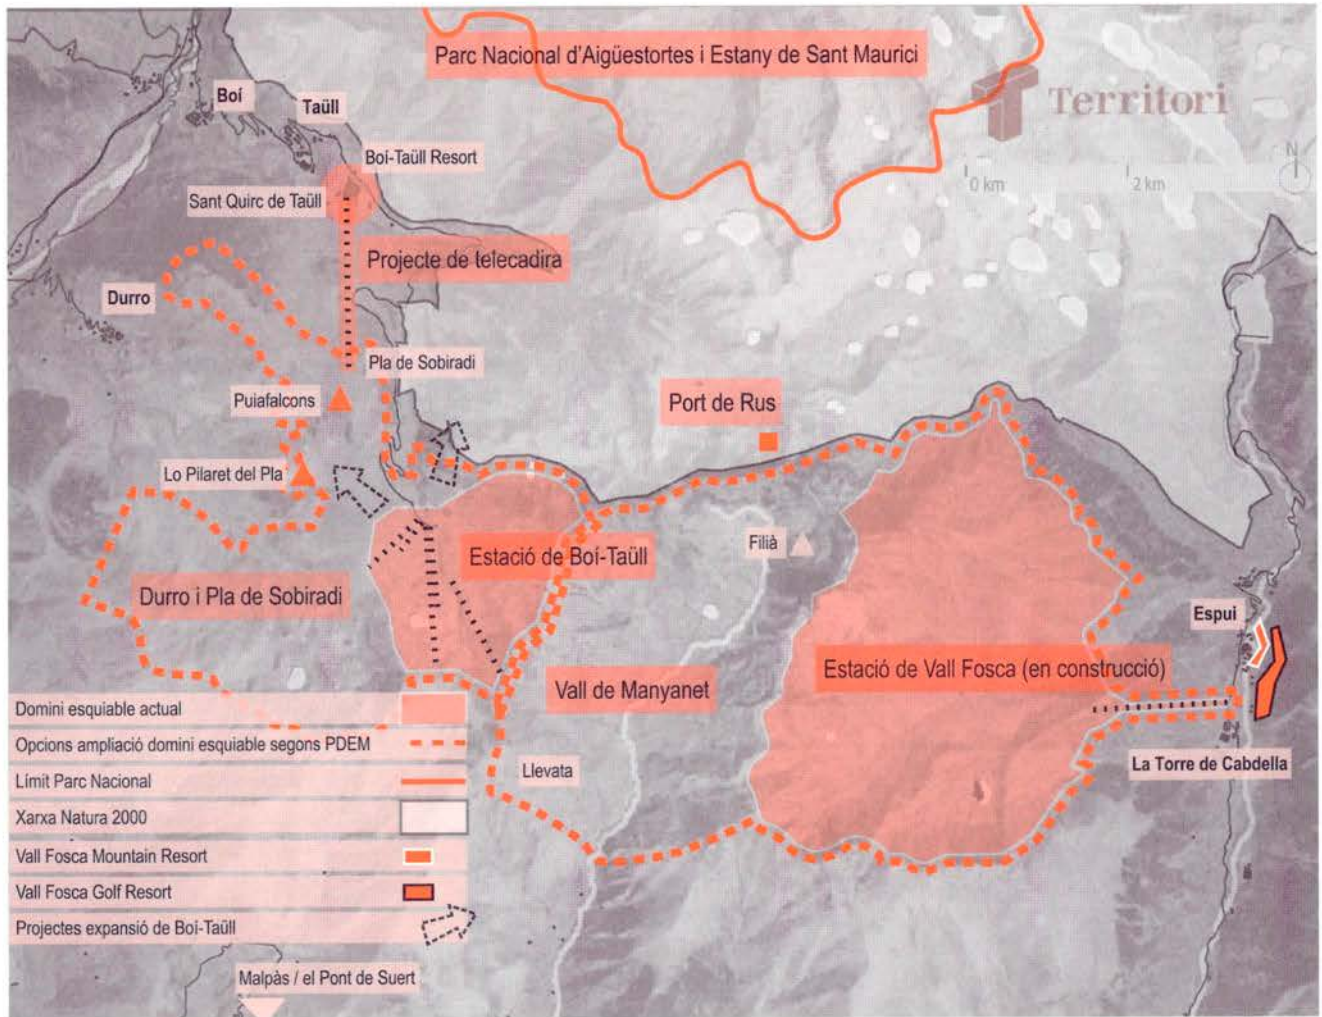 Parc Nacional d'Aigüestortes i Estany de Sant Maurici
Territori
Boí
Taüll
Boí-Taüll Resort
N
0 km
2 km
Sant Quirc de Taüll
Projecte de telecadira
Durro
Pla de Sobiradi
Puiafalcons
Port de Rus
Lo Pilaret del Pla
Estació de Boí-Taüll
Filià
Durro i Pla de Sobiradi
Espui
Estació de Vall Fosca (en construcció)
Vall de Manyanet
Llevata
La Torre de Cabdella
Domini esquiable actual
Opcions ampliació domini esquiable segons PDEM
Límit Parc Nacional
Xarxa Natura 2000
Vall Fosca Mountain Resort
Vall Fosca Golf Resort
Projectes expansió de Boí-Taüll
Malpàs / el Pont de Suert